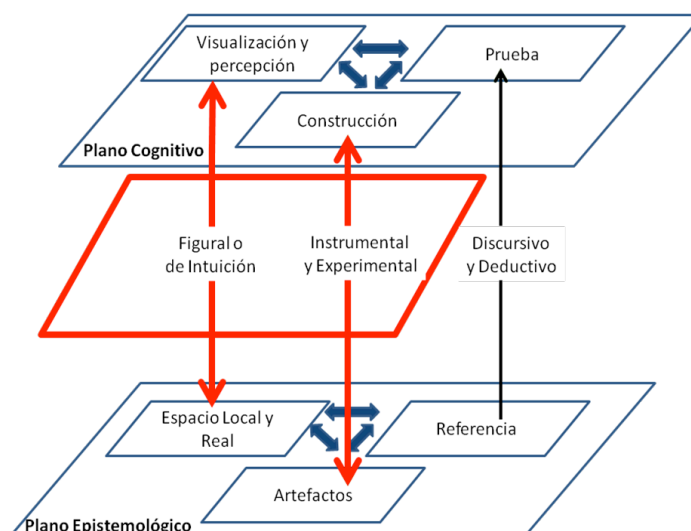 Visualización y
percepción
Prueba
Construcción
Plano Cognitivo
Figural o
de Intuición
Instrumental
y Experimental
Discursivo
y Deductivo
Espacio Local y
Real
Referencia
Artefactos
Plano Epistemológico